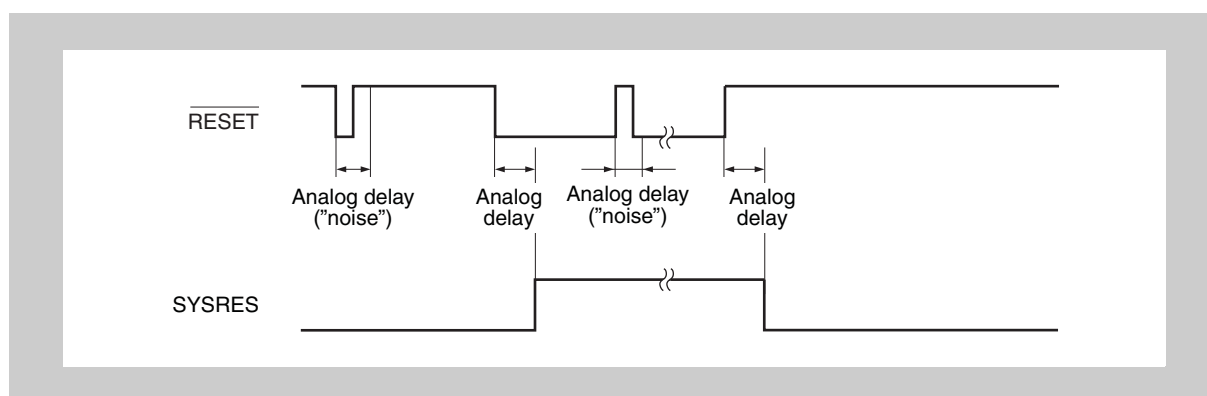 RESET
Analog delay
(”noise”)
Analog
delay
Analog delay
(”noise”)
Analog
delay
SYSRES